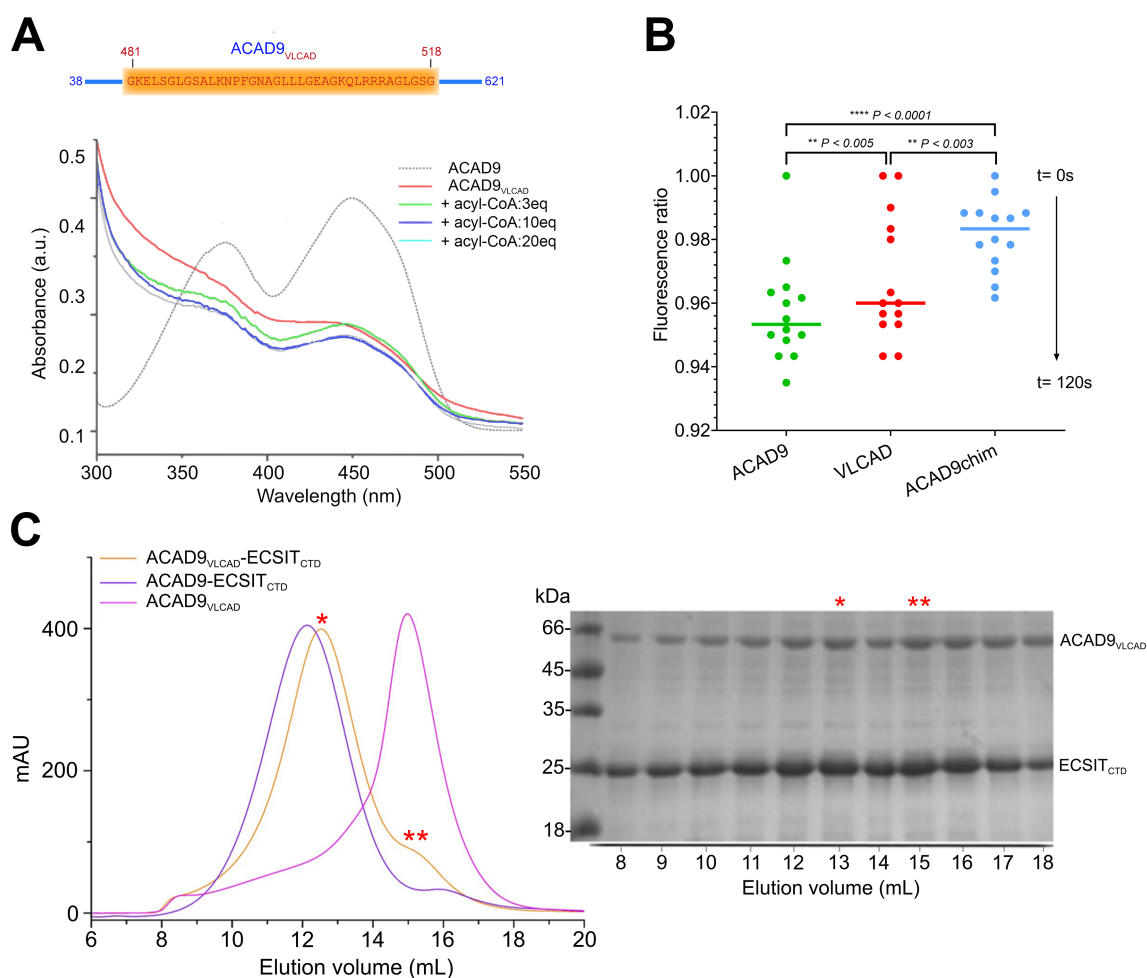 A
ACAD9VLCAD
481
518
38
GKELSGLGSALKNPFGNAGLLLGEAGKQLRRRAGLGSG
621
0.5
0.4
0.3
0.2
0.1
Absorbance (a.u.)
ACAD9
ACAD9VLCAD
+ acyl-CoA:3eq
+ acyl-CoA:10eq
+ acyl-CoA:20eq
300
350
400
450
500
550
Wavelength (nm)
B
1.02
1.00
0.98
0.96
0.94
0.92
Fluorescence ratio
**** P < 0.0001
** P < 0.005
** P < 0.003
t= 0s
t= 120s
ACAD9
VLCAD
ACAD9chim
C
ACAD9VLCAD-ECSITCTD
ACAD9-ECSITCTD
ACAD9VLCAD
400
200
0
mAU
*
**
6
8
10
12
14
16
18
20
Elution volume (mL)
kDa
*
**
66
45
35
25
18
ACAD9VLCAD
ECSITCTD
8 9 10 11 12 13 14 15 16 17 18
Elution volume (mL)